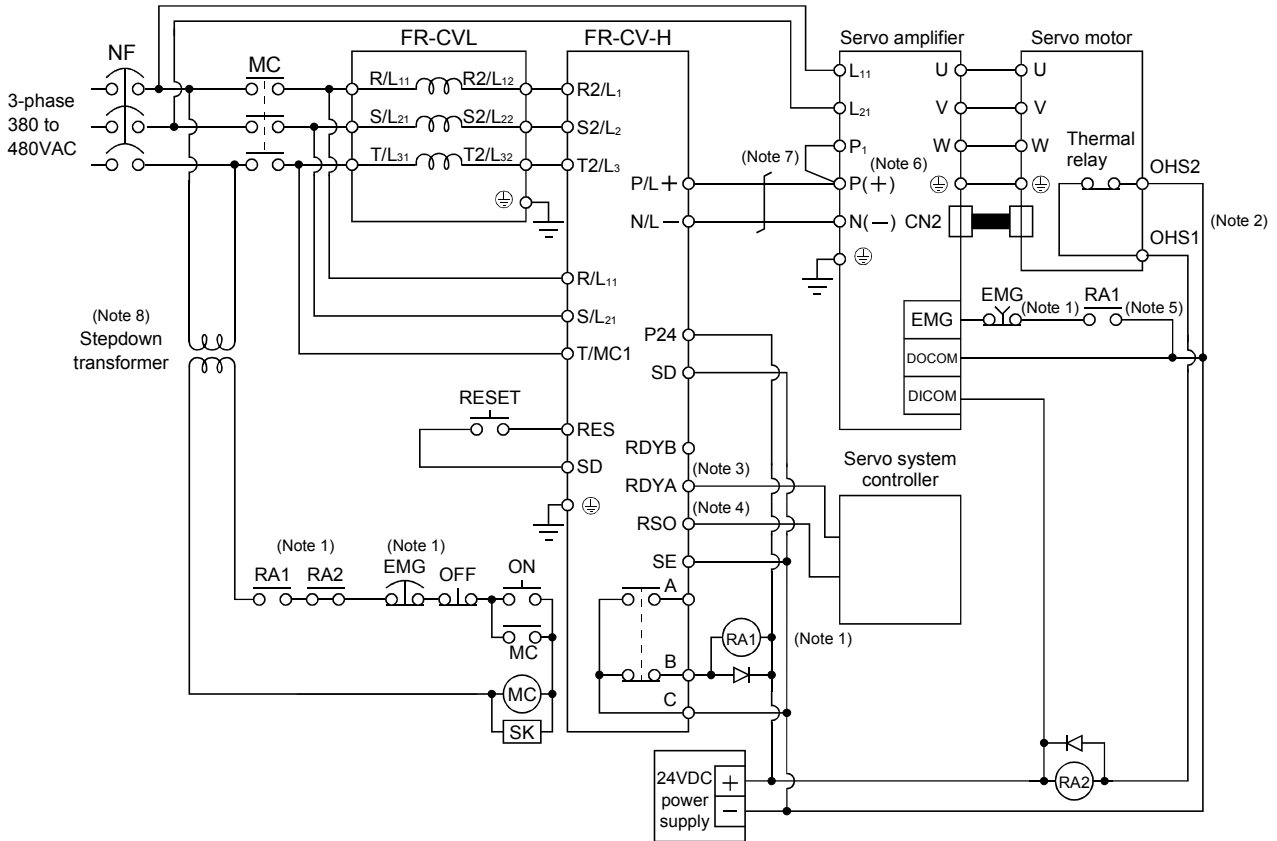 FR-CVL
FR-CV-H
Servo amplifier
Servo motor
NF
MC
3-phase
380 to
480VAC
R/L11
R2/L12
R2/L1
S/L21
S2/L22
S2/L2
T/L31
T2/L32
T2/L3
L11
L21
P1
P(+)
(Note 6)
N(−)
(Note 7)
P/L+
N/L−
U
V
W
U
V
W
CN2
Thermal
relay
OHS2
OHS1
(Note 2)
R/L11
S/L21
T/MC1
(Note 8)
Stepdown
transformer
P24
SD
EMG
DOCOM
DICOM
EMG
(Note 1)
RA1
(Note 5)
RESET
RES
SD
RDYB
RDYA
(Note 3)
RSO
(Note 4)
SE
Servo system
controller
(Note 1)
RA1
RA2
(Note 1)
EMG
OFF
ON
MC
MC
SK
A
B
C
RA1
(Note 1)
24VDC
power
supply
+
−
RA2